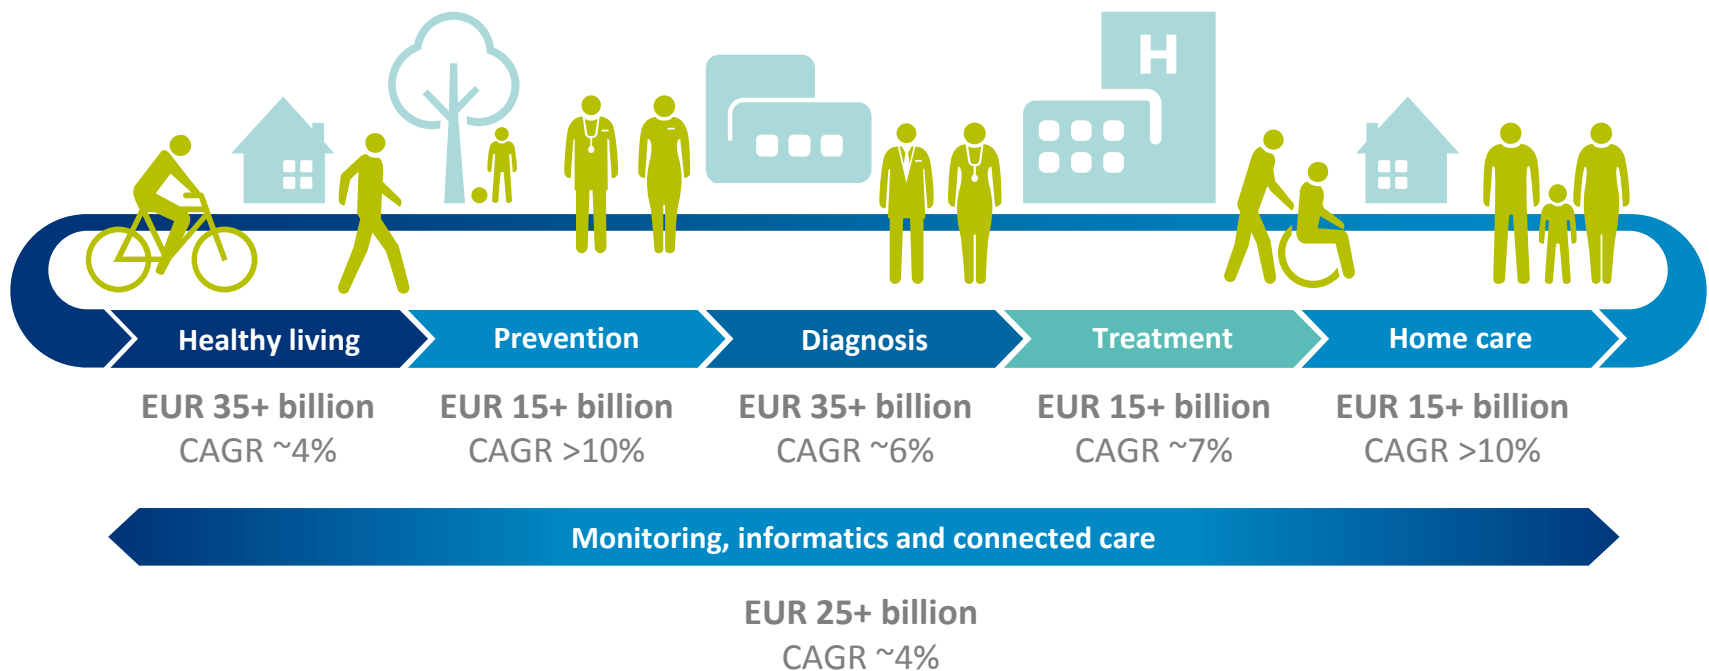 H
Healthy living
Prevention
Diagnosis
Treatment
Home care
EUR 35+ billion
CAGR ~4%
EUR 15+ billion
CAGR >10%
EUR 35+ billion
CAGR ~6%
EUR 15+ billion
CAGR ~7%
EUR 15+ billion
CAGR >10%
Monitoring, informatics and connected care
EUR 25+ billion
CAGR ~4%